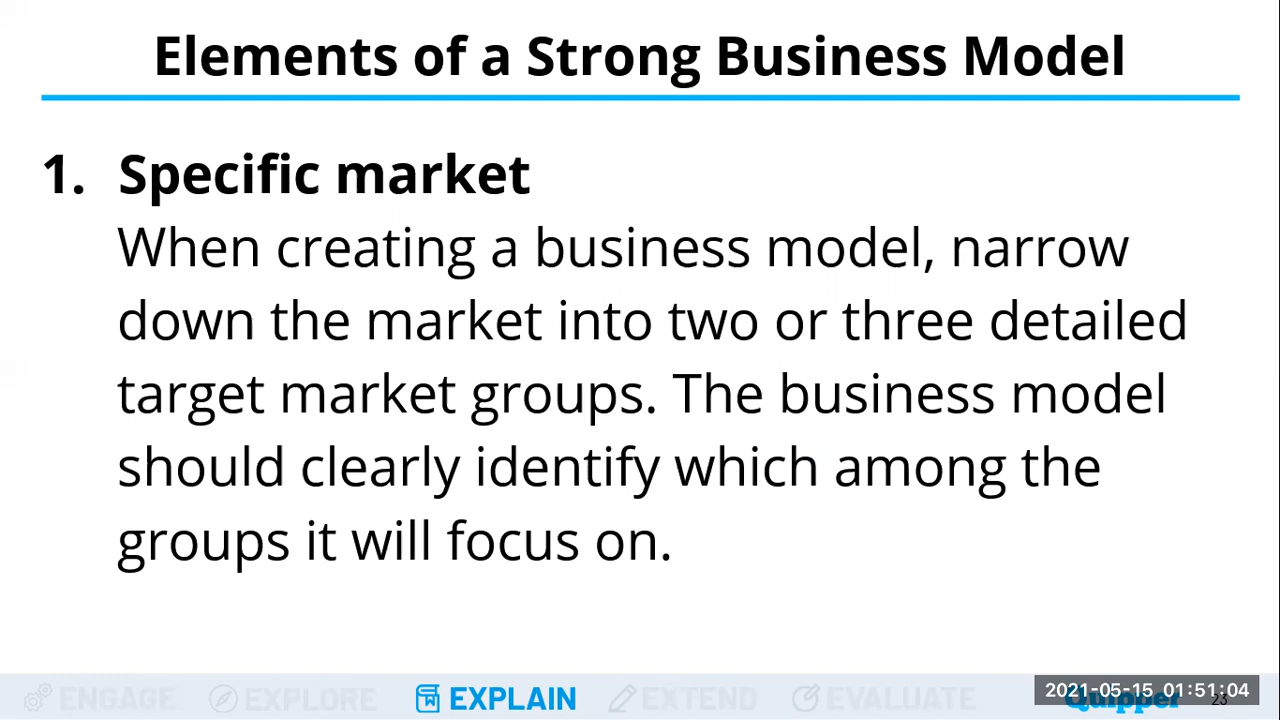 Elements of a Strong Business Model
1. Specific market
When creating a business model, narrow
down the market into two or three detailed
target market groups. The business model
should clearly identify which among the
groups it will focus on.
ENGAGE EXPLORE EXPLAIN EXTEND EVALUATE Quipper 23
2021-05-15 01:51:04